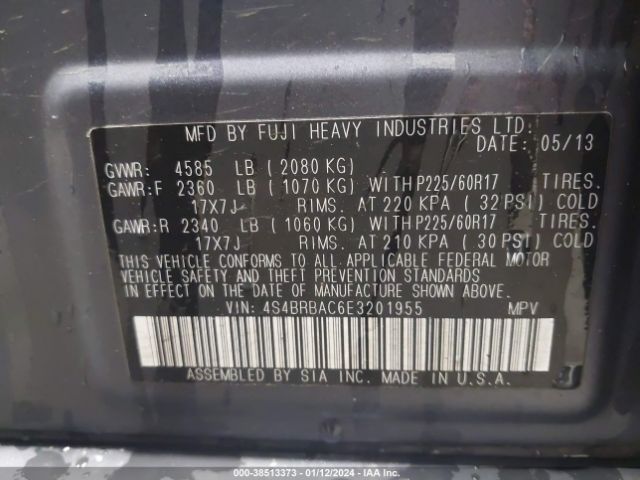 MFD BY FUJI HEAVY INDUSTRIES LTD.
DATE: 05/13
GVWR: 4585 LB (2080 KG)
GAWR:F 2360 LB (1070 KG) WITH P225/60R17 TIRES.
17X7J RIMS. AT 220 KPA (32 PSI) COLD
GAWR:R 2340 LB (1060 KG) WITH P225/60R17 TIRES.
17X7J RIMS. AT 210 KPA (30 PSI) COLD
THIS VEHICLE CONFORMS TO ALL APPLICABLE FEDERAL MOTOR
VEHICLE SAFETY AND THEFT PREVENTION STANDARDS
IN EFFECT ON THE DATE OF MANUFACTURE SHOWN ABOVE.
VIN: 4S4BRBAC6E3201955 MPV
ASSEMBLED BY SIA INC. MADE IN U.S.A.
000-38513373 - 01/12/2024 - IAAI.COM